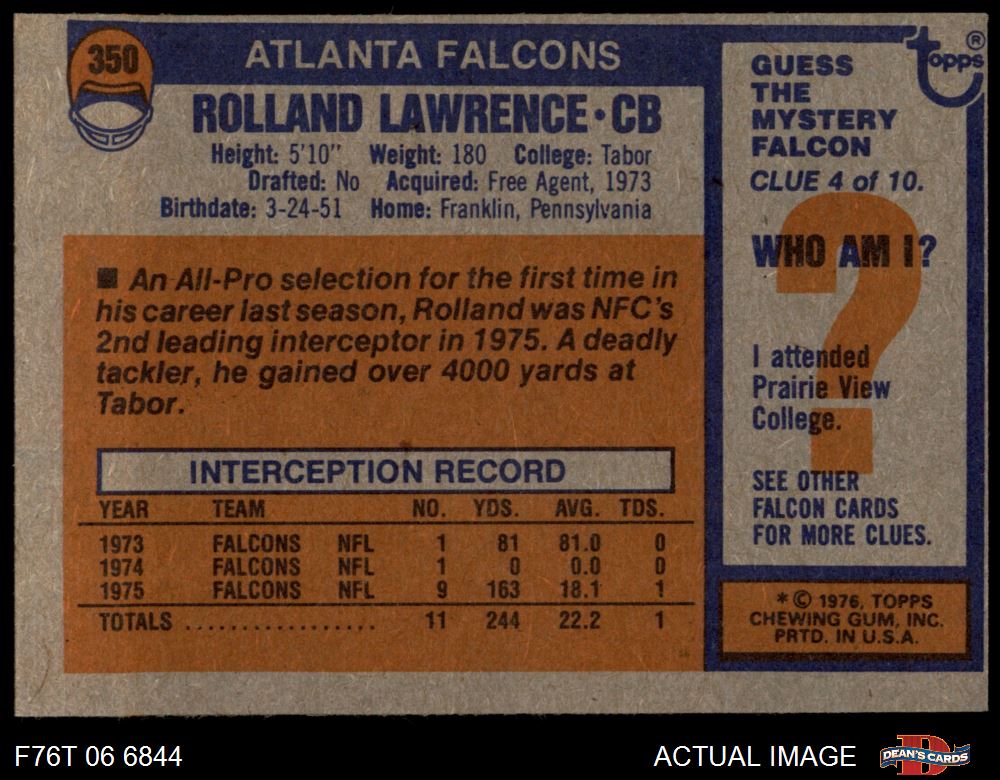 350
ATLANTA FALCONS
ROLLAND LAWRENCE • CB
Height: 5'10" Weight: 180 College: Tabor
Drafted: No Acquired: Free Agent, 1973
Birthdate: 3-24-51 Home: Franklin, Pennsylvania
■ An All-Pro selection for the first time in
his career last season, Rolland was NFC's
2nd leading interceptor in 1975. A deadly
tackler, he gained over 4000 yards at
Tabor.
INTERCEPTION RECORD
YEAR TEAM NO. YDS. AVG. TDS.
1973 FALCONS NFL 1 81 81.0 0
1974 FALCONS NFL 1 0 0.0 0
1975 FALCONS NFL 9 163 18.1 1
TOTALS .................. 11 244 22.2 1
topps®
GUESS
THE
MYSTERY
FALCON
CLUE 4 of 10.
?
WHO AM I?
I attended
Prairie View
College.
SEE OTHER
FALCON CARDS
FOR MORE CLUES.
*© 1976, TOPPS
CHEWING GUM, INC.
PRTD. IN U.S.A.
F76T 06 6844
ACTUAL IMAGE
D
DEAN'S CARDS